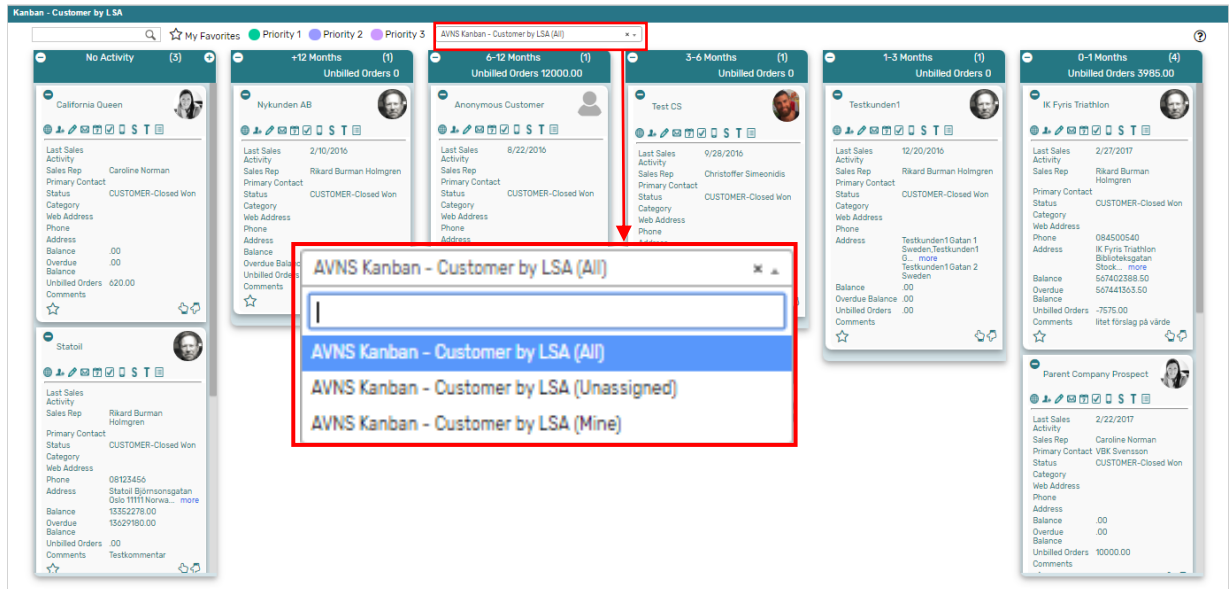 Kanban - Customer by LSA
My Favorites Priority 1 Priority 2 Priority 3 AVNS Kanban - Customer by LSA (All)
No Activity (3)
California Queen
S T
Last Sales
Activity
Sales Rep Caroline Norman
Primary Contact
Status CUSTOMER-Closed Won
Category
Web Address
Phone
Address
Balance .00
Overdue .00
Balance
Unbilled Orders 620.00
Comments
Statoil
S T
Last Sales
Activity
Sales Rep Rikard Burman
Holmgren
Primary Contact
Status CUSTOMER-Closed Won
Category
Web Address
Phone 08123456
Address Statoil Björnsonsgatan
Oslo 11111 Norwa... more
Balance 13352278.00
Overdue 13629180.00
Balance
Unbilled Orders .00
Comments Testkommentar
+12 Months (1)
Unbilled Orders 0
Nykunden AB
S T
Last Sales 2/10/2016
Activity
Sales Rep Rikard Burman Holmgren
Primary Contact
Status CUSTOMER-Closed Won
Category
Web Address
Phone
Address
Balance
Overdue Balan
Unbilled Orders
Comments
6-12 Months (1)
Unbilled Orders 12000.00
Anonymous Customer
S T
Last Sales 8/22/2016
Activity
Sales Rep
Primary Contact
Status CUSTOMER-Closed Won
Category
Web Address
Phone
Address
3-6 Months (1)
Unbilled Orders 0
Test CS
S T
Last Sales 9/28/2016
Activity
Sales Rep Christoffer Simeonidis
Primary Contact
Status CUSTOMER-Closed Won
Category
Web Address
Phone
1-3 Months (1)
Unbilled Orders 0
Testkunden1
S T
Last Sales 12/20/2016
Activity
Sales Rep Rikard Burman Holmgren
Primary Contact
Status CUSTOMER-Closed Won
Category
Web Address
Phone
Address Testkunden1 Gatan 1
Sweden,Testkunden1
G... more
Testkunden1 Gatan 2
Sweden
Balance .00
Overdue Balance .00
Unbilled Orders .00
Comments
0-1 Months (4)
Unbilled Orders 3985.00
IK Fyris Triathlon
S T
Last Sales 2/27/2017
Activity
Sales Rep Rikard Burman
Holmgren
Primary Contact
Status CUSTOMER-Closed Won
Category
Web Address
Phone 084500540
Address IK Fyris Triathlon
Biblioteksgatan
Stock... more
Balance 567402388.50
Overdue 567441363.50
Balance
Unbilled Orders -7575.00
Comments litet förslag på värde
Parent Company Prospect
S T
Last Sales 2/22/2017
Activity
Sales Rep Caroline Norman
Primary Contact VBK Svensson
Status CUSTOMER-Closed Won
Category
Web Address
Phone
Address
Balance .00
Overdue .00
Balance
Unbilled Orders 10000.00
Comments
AVNS Kanban - Customer by LSA (All)
AVNS Kanban - Customer by LSA (All)
AVNS Kanban - Customer by LSA (Unassigned)
AVNS Kanban - Customer by LSA (Mine)